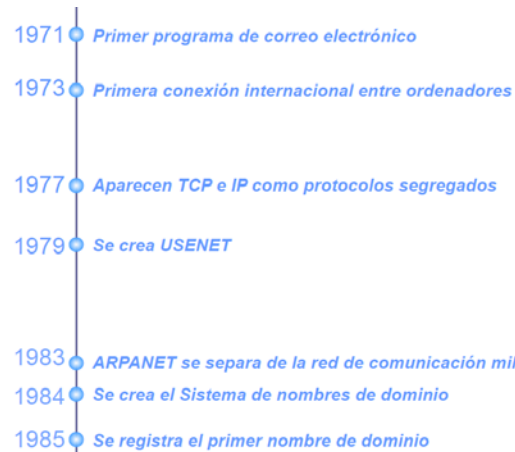 1971 Primer programa de correo electrónico
1973 Primera conexión internacional entre ordenadores
1977 Aparecen TCP e IP como protocolos segregados
1979 Se crea USENET
1983 ARPANET se separa de la red de comunicación mil
1984 Se crea el Sistema de nombres de dominio
1985 Se registra el primer nombre de dominio